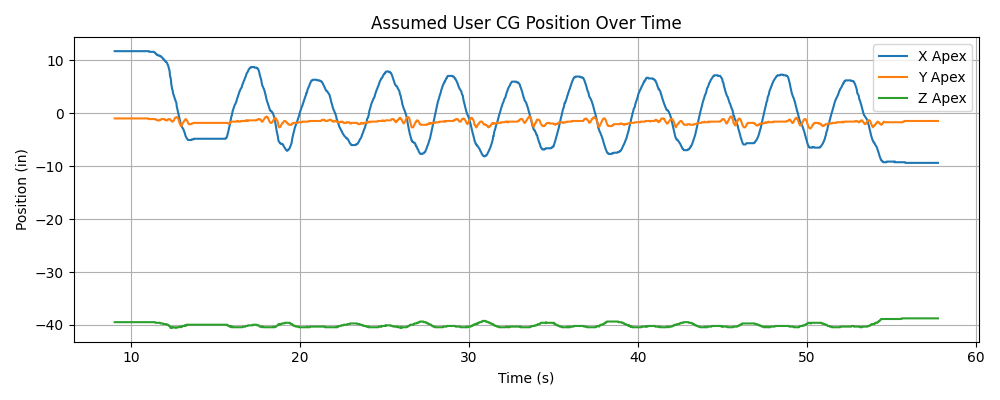 Assumed User CG Position Over Time
X Apex
Y Apex
Z Apex
Position (in)
10
0
−10
−20
−30
−40
10 20 30 40 50 60
Time (s)